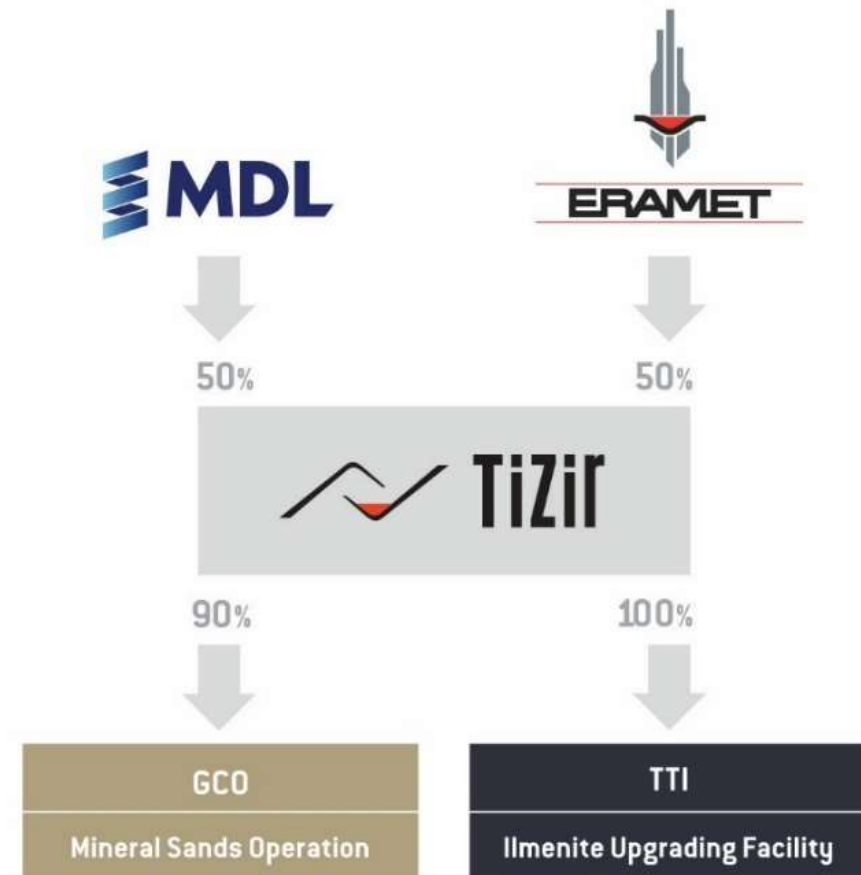 MDL
ERAMET
50% 50%
TiZir
90% 100%
GCO TTI
Mineral Sands Operation Ilmenite Upgrading Facility